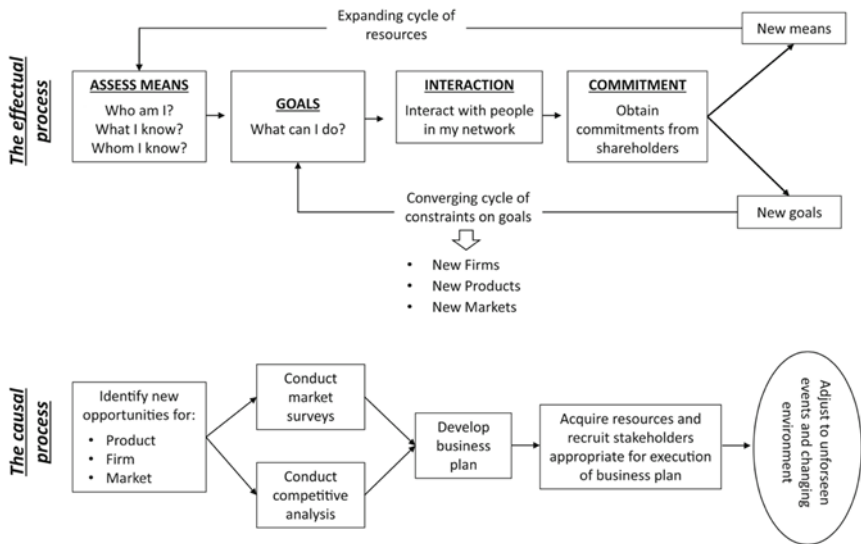 Expanding cycle of
resources
New means
The effectual
process
ASSESS MEANS
Who am I?
What I know?
Whom I know?
GOALS
What can I do?
INTERACTION
Interact with people
in my network
COMMITMENT
Obtain
commitments from
shareholders
Converging cycle of
constraints on goals
New goals
• New Firms
• New Products
• New Markets
The causal
process
Identify new
opportunities for:
• Product
• Firm
• Market
Conduct
market
surveys
Conduct
competitive
analysis
Develop
business
plan
Acquire resources and
recruit stakeholders
appropriate for execution
of business plan
Adjust to unforseen
events and changing
environment